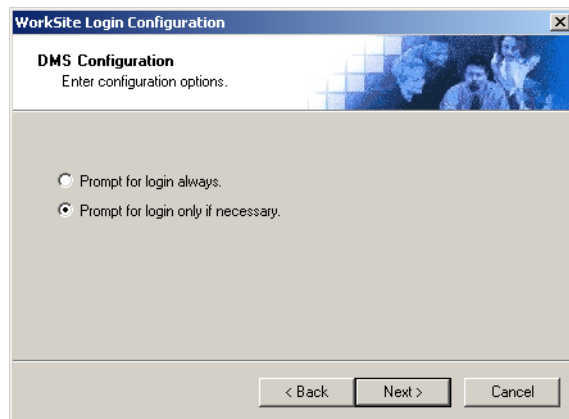 WorkSite Login Configuration
DMS Configuration
Enter configuration options.
Prompt for login always.
Prompt for login only if necessary.
< Back
Next >
Cancel